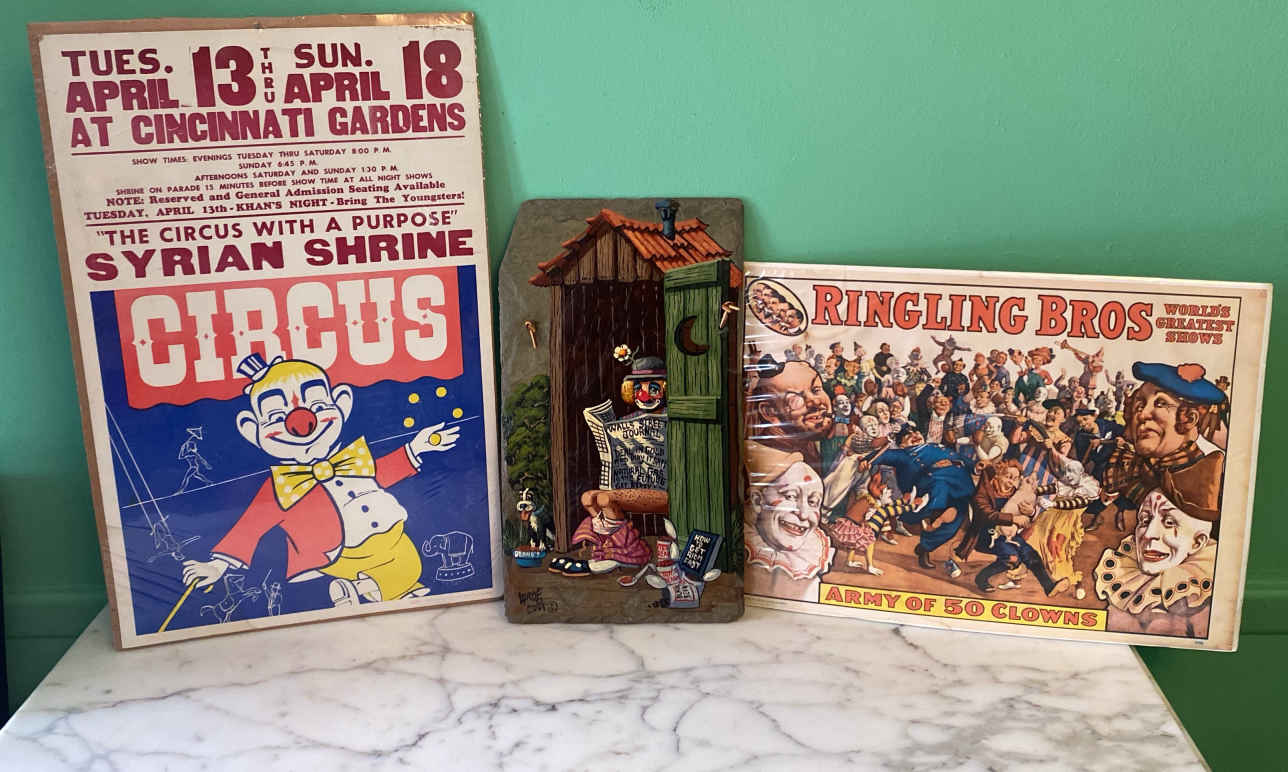 TUES. THRU SUN.
APRIL 13 APRIL 18
AT CINCINNATI GARDENS
SHOW TIMES: EVENINGS TUESDAY THRU SATURDAY 8:00 P.M.
SUNDAY 6:45 P.M.
AFTERNOONS SATURDAY AND SUNDAY 1:30 P.M.
SHRINE ON PARADE 15 MINUTES BEFORE SHOW TIME AT ALL NIGHT SHOWS
NOTE: Reserved and General Admission Seating Available
TUESDAY, APRIL 13th - KHAN'S NIGHT - Bring The Youngsters!
"THE CIRCUS WITH A PURPOSE"
SYRIAN SHRINE
CIRCUS
WALL STREET
JOURNAL
HOW
TO
GET
RICH
FAST
RINGLING BROS
WORLD'S
GREATEST
SHOWS
ARMY OF 50 CLOWNS